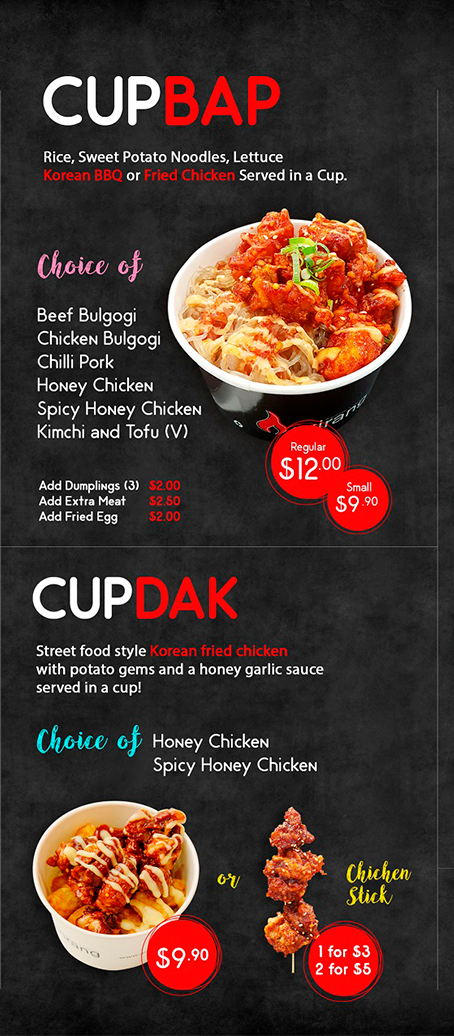 CUPBAP
Rice, Sweet Potato Noodles, Lettuce
Korean BBQ or Fried Chicken Served in a Cup.
Choice of
Beef Bulgogi
Chicken Bulgogi
Chilli Pork
Honey Chicken
Spicy Honey Chicken
Kimchi and Tofu (V)
Regular
$12.00
Small
$9.90
Add Dumplings (3) $2.00
Add Extra Meat $2.50
Add Fried Egg $2.00
CUPDAK
Street food style Korean fried chicken
with potato gems and a honey garlic sauce
served in a cup!
Choice of Honey Chicken
Spicy Honey Chicken
or
Chicken
Stick
$9.90
1 for $3
2 for $5